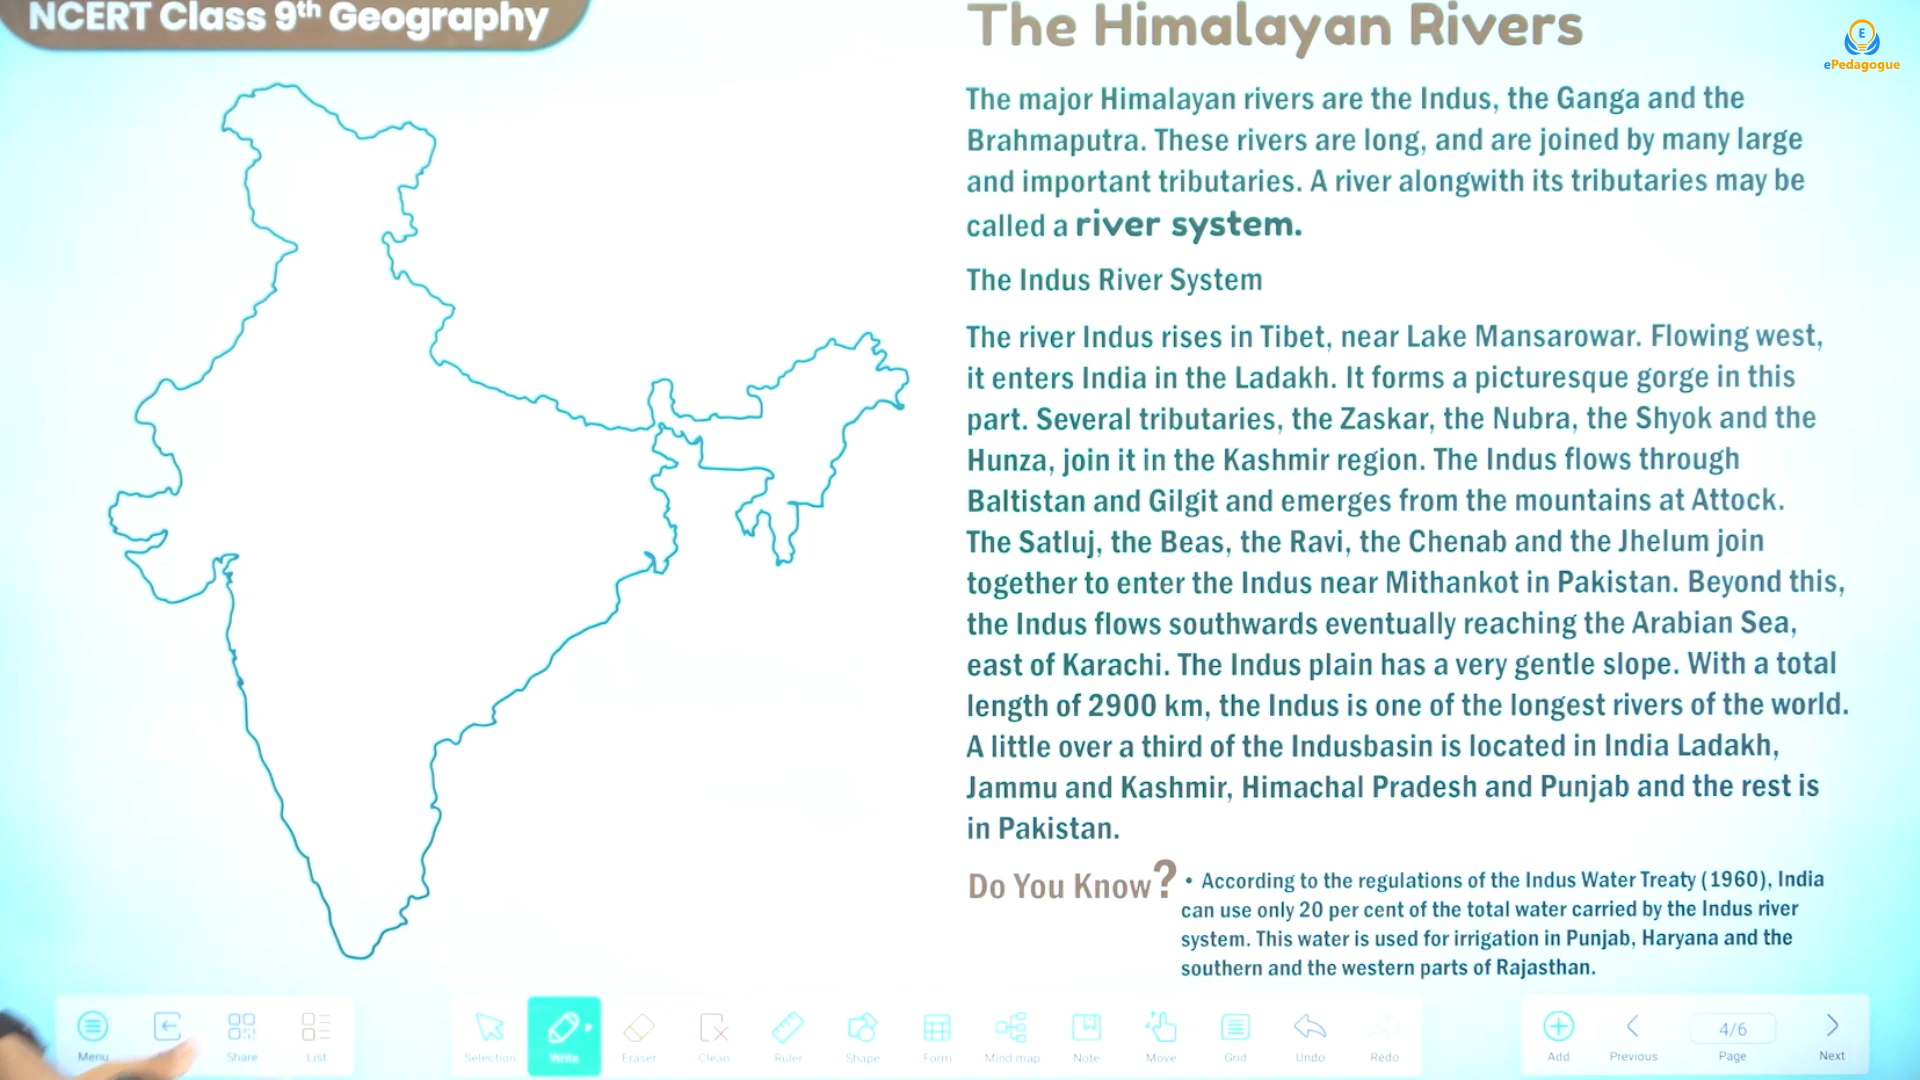 NCERT Class 9th Geography
The Himalayan Rivers
E
ePedagogue
The major Himalayan rivers are the Indus, the Ganga and the
Brahmaputra. These rivers are long, and are joined by many large
and important tributaries. A river alongwith its tributaries may be
called a river system.
The Indus River System
The river Indus rises in Tibet, near Lake Mansarowar. Flowing west,
it enters India in the Ladakh. It forms a picturesque gorge in this
part. Several tributaries, the Zaskar, the Nubra, the Shyok and the
Hunza, join it in the Kashmir region. The Indus flows through
Baltistan and Gilgit and emerges from the mountains at Attock.
The Satluj, the Beas, the Ravi, the Chenab and the Jhelum join
together to enter the Indus near Mithankot in Pakistan. Beyond this,
the Indus flows southwards eventually reaching the Arabian Sea,
east of Karachi. The Indus plain has a very gentle slope. With a total
length of 2900 km, the Indus is one of the longest rivers of the world.
A little over a third of the Indusbasin is located in India Ladakh,
Jammu and Kashmir, Himachal Pradesh and Punjab and the rest is
in Pakistan.
Do You Know? • According to the regulations of the Indus Water Treaty (1960), India
can use only 20 per cent of the total water carried by the Indus river
system. This water is used for irrigation in Punjab, Haryana and the
southern and the western parts of Rajasthan.
Menu Share List Selection Write Eraser Clean Ruler Shape Form Mind map Note Move Grid Undo Redo Add Previous 4/6 Page Next